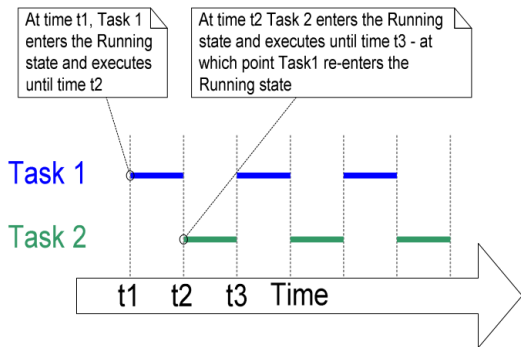 At time t1, Task 1
enters the Running
state and executes
until time t2
At time t2 Task 2 enters the Running
state and executes until time t3 - at
which point Task1 re-enters the
Running state
Task 1
Task 2
t1 t2 t3 Time